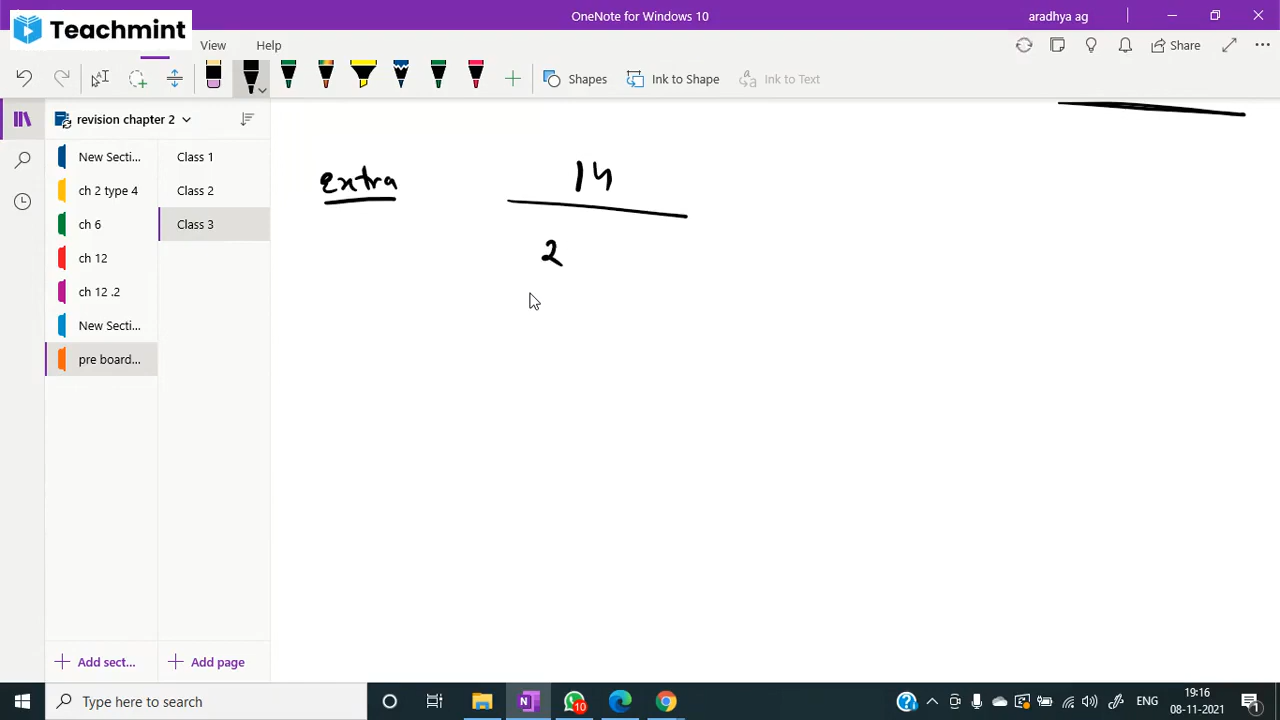 OneNote for Windows 10
aradhya ag
Teachmint
View
Help
Share
Shapes
Ink to Shape
Ink to Text
revision chapter 2
New Secti...
ch 2 type 4
ch 6
ch 12
ch 12 .2
New Secti...
pre board...
Class 1
Class 2
Class 3
extra
14
2
Add sect...
Add page
Type here to search
10
ENG
19:16
08-11-2021
1